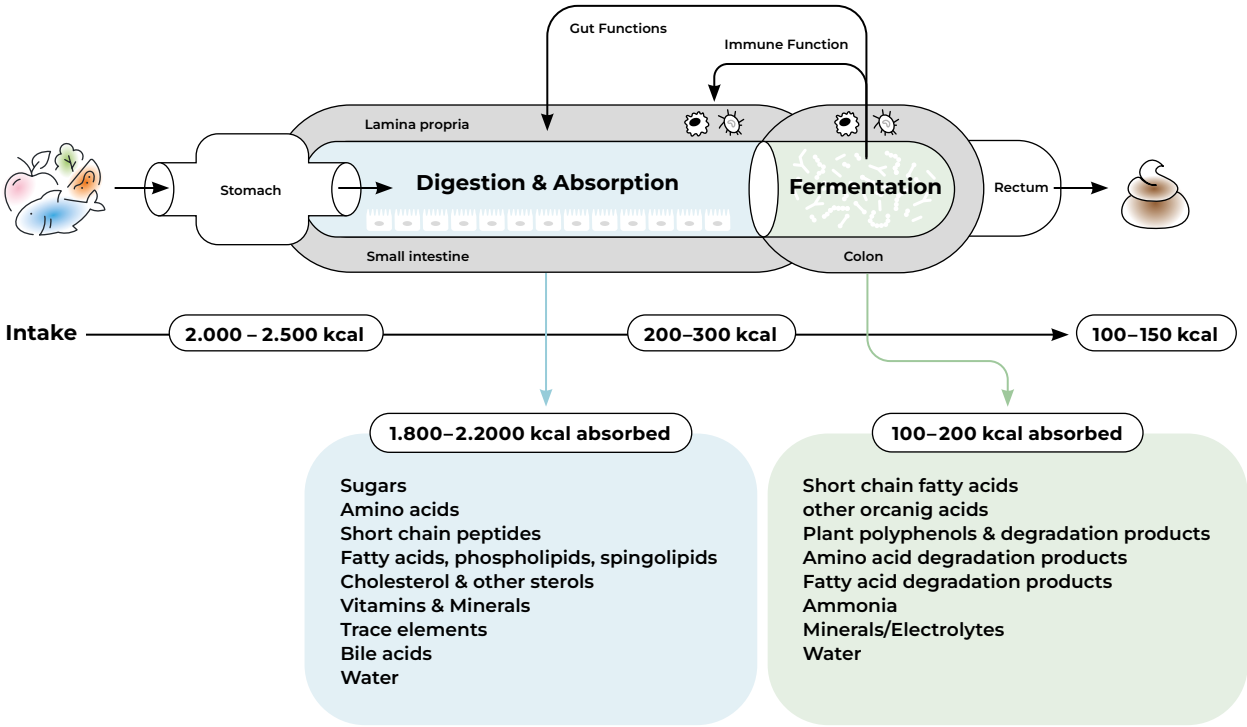 Gut Functions
Immune Function
Lamina propria
Stomach
Digestion & Absorption
Fermentation
Rectum
Small intestine
Colon
Intake
2.000 – 2.500 kcal
200–300 kcal
100–150 kcal
1.800–2.2000 kcal absorbed
Sugars
Amino acids
Short chain peptides
Fatty acids, phospholipids, spingolipids
Cholesterol & other sterols
Vitamins & Minerals
Trace elements
Bile acids
Water
100–200 kcal absorbed
Short chain fatty acids
other orcanig acids
Plant polyphenols & degradation products
Amino acid degradation products
Fatty acid degradation products
Ammonia
Minerals/Electrolytes
Water